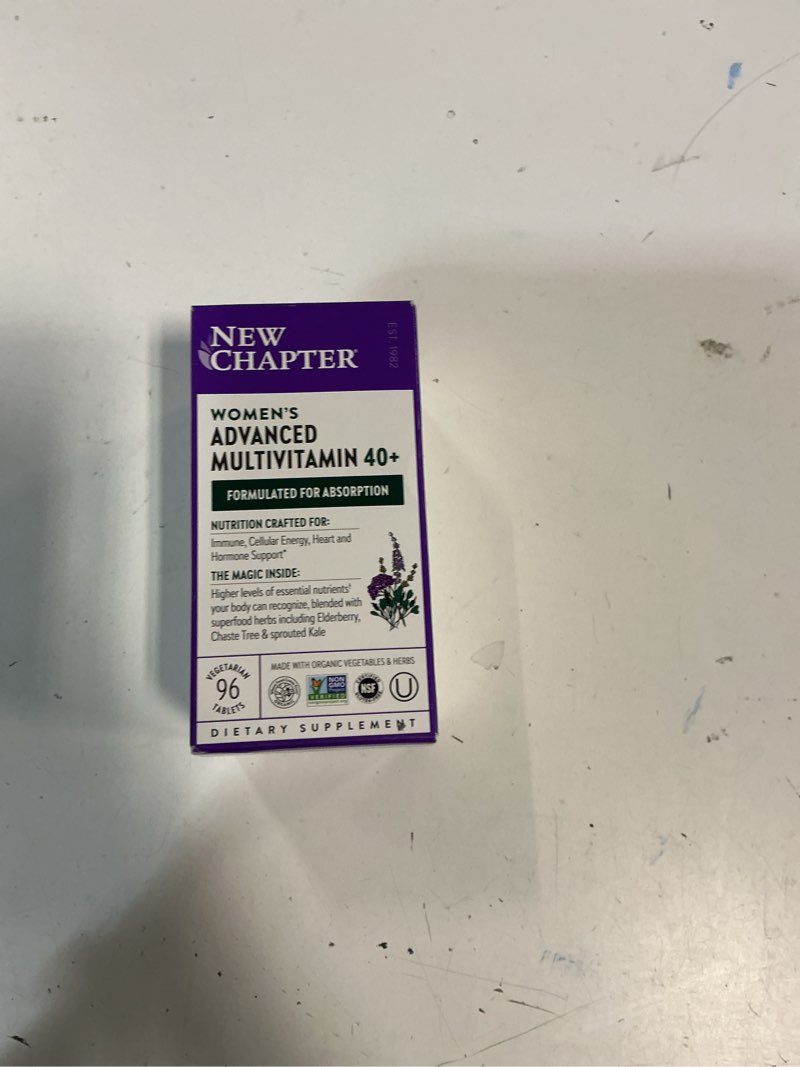 NEW
CHAPTER®
EST. 1982
WOMEN'S
ADVANCED
MULTIVITAMIN 40+
FORMULATED FOR ABSORPTION
NUTRITION CRAFTED FOR:
Immune, Cellular Energy, Heart and
Hormone Support*
THE MAGIC INSIDE:
Higher levels of essential nutrients†
your body can recognize, blended with
superfood herbs including Elderberry,
Chaste Tree & sprouted Kale
VEGETARIAN
96
TABLETS
MADE WITH ORGANIC VEGETABLES & HERBS
NON
GMO
VERIFIED
NSF
U
DIETARY SUPPLEMENT